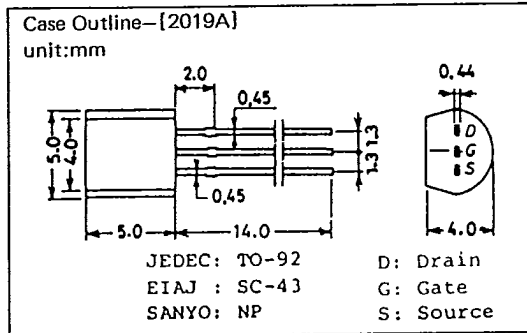 Case Outline–[2019A]
unit:mm
2.0
0,44
0,45
5.0
4.0
1.3
1.3
D
G
S
0.45
5.0
14.0
4.0
JEDEC: TO-92
D: Drain
EIAJ : SC-43
G: Gate
SANYO: NP
S: Source